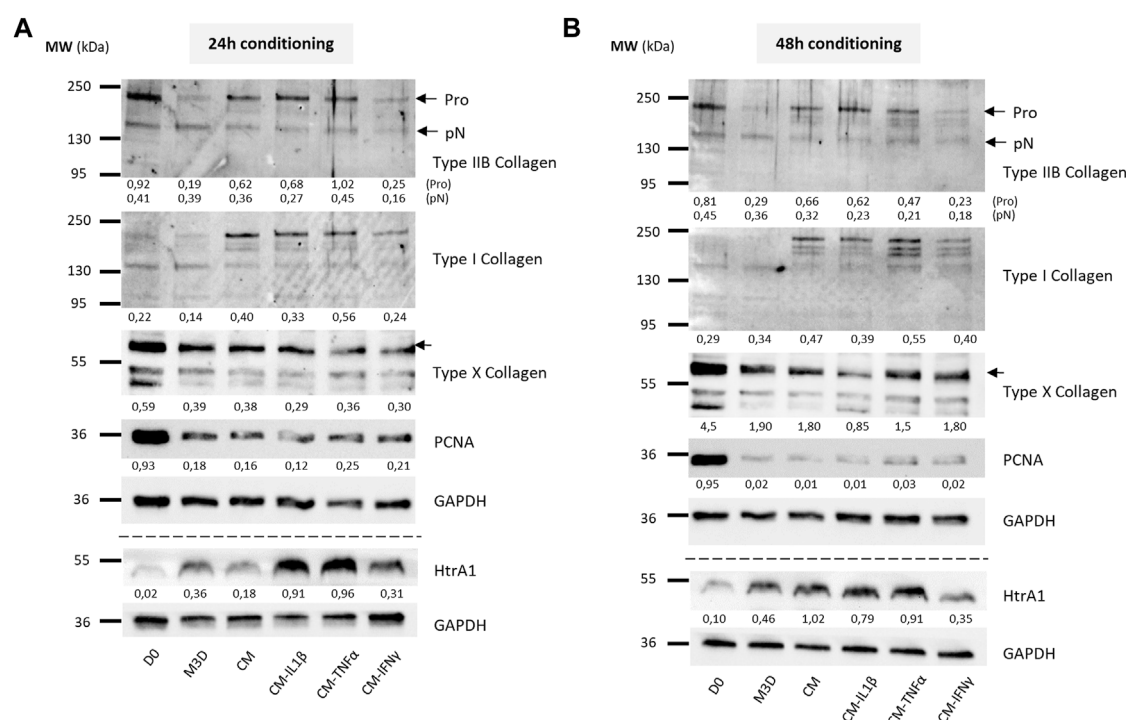 A
MW (kDa)
24h conditioning
250
Pro
130
pN
95
Type IIB Collagen
0,92 0,19 0,62 0,68 1,02 0,25 (Pro)
0,41 0,39 0,36 0,27 0,45 0,16 (pN)
250
Type I Collagen
130
95
0,22 0,14 0,40 0,33 0,56 0,24
55
Type X Collagen
0,59 0,39 0,38 0,29 0,36 0,30
36
PCNA
0,93 0,18 0,16 0,12 0,25 0,21
36
GAPDH
55
HtrA1
0,02 0,36 0,18 0,91 0,96 0,31
36
GAPDH
D0 M3D CM CM-IL1β CM-TNFα CM-IFNγ
B
MW (kDa)
48h conditioning
250
Pro
130
pN
Type IIB Collagen
95
0,81 0,29 0,66 0,62 0,47 0,23 (Pro)
0,45 0,36 0,32 0,23 0,21 0,18 (pN)
250
Type I Collagen
130
95
0,29 0,34 0,47 0,39 0,55 0,40
55
Type X Collagen
4,5 1,90 1,80 0,85 1,5 1,80
36
PCNA
0,95 0,02 0,01 0,01 0,03 0,02
36
GAPDH
55
HtrA1
0,10 0,46 1,02 0,79 0,91 0,35
36
GAPDH
D0 M3D CM CM-IL1β CM-TNFα CM-IFNγ